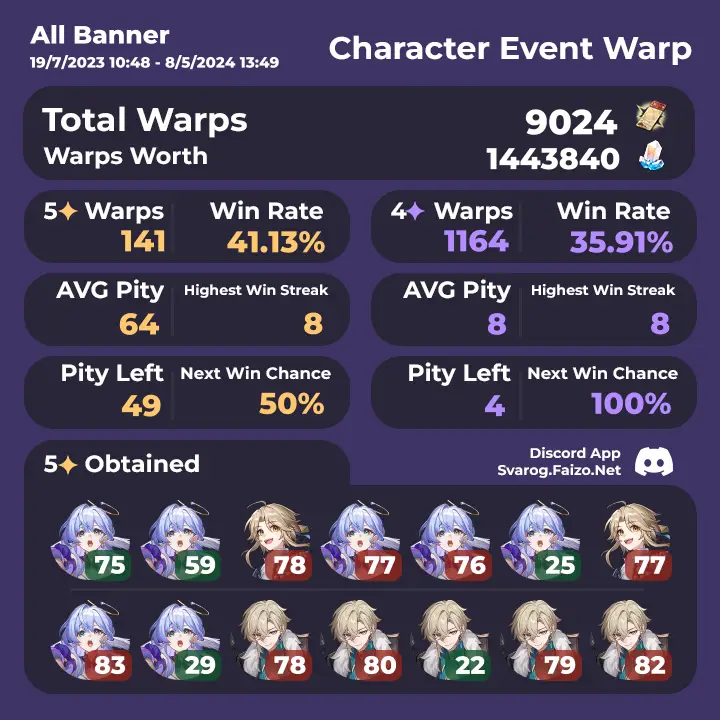 All Banner
19/7/2023 10:48 - 8/5/2024 13:49
Character Event Warp
Total Warps 9024
Warps Worth 1443840
5 Warps Win Rate
141 41.13%
4 Warps Win Rate
1164 35.91%
AVG Pity Highest Win Streak
64 8
AVG Pity Highest Win Streak
8 8
Pity Left Next Win Chance
49 50%
Pity Left Next Win Chance
4 100%
5 Obtained
Discord App
Svarog.Faizo.Net
75 59 78 77 76 25 77
83 29 78 80 22 79 82